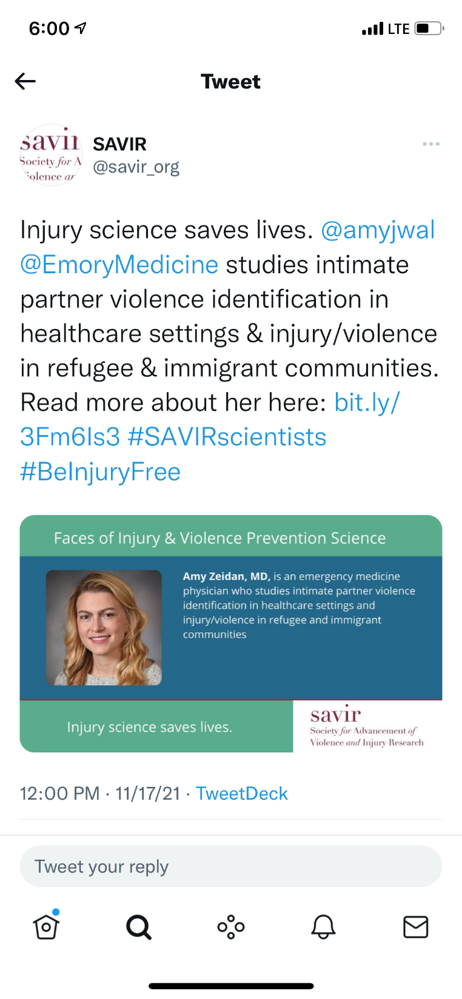 6:00
LTE
Tweet
savir
Society for A
iolence ar
SAVIR
@savir_org
Injury science saves lives. @amyjwal
@EmoryMedicine studies intimate
partner violence identification in
healthcare settings & injury/violence
in refugee & immigrant communities.
Read more about her here: bit.ly/
3Fm6Is3 #SAVIRscientists
#BeInjuryFree
Faces of Injury & Violence Prevention Science
Amy Zeidan, MD, is an emergency medicine
physician who studies intimate partner violence
identification in healthcare settings and
injury/violence in refugee and immigrant
communities
Injury science saves lives.
savir
Society for Advancement of
Violence and Injury Research
12:00 PM · 11/17/21 · TweetDeck
Tweet your reply